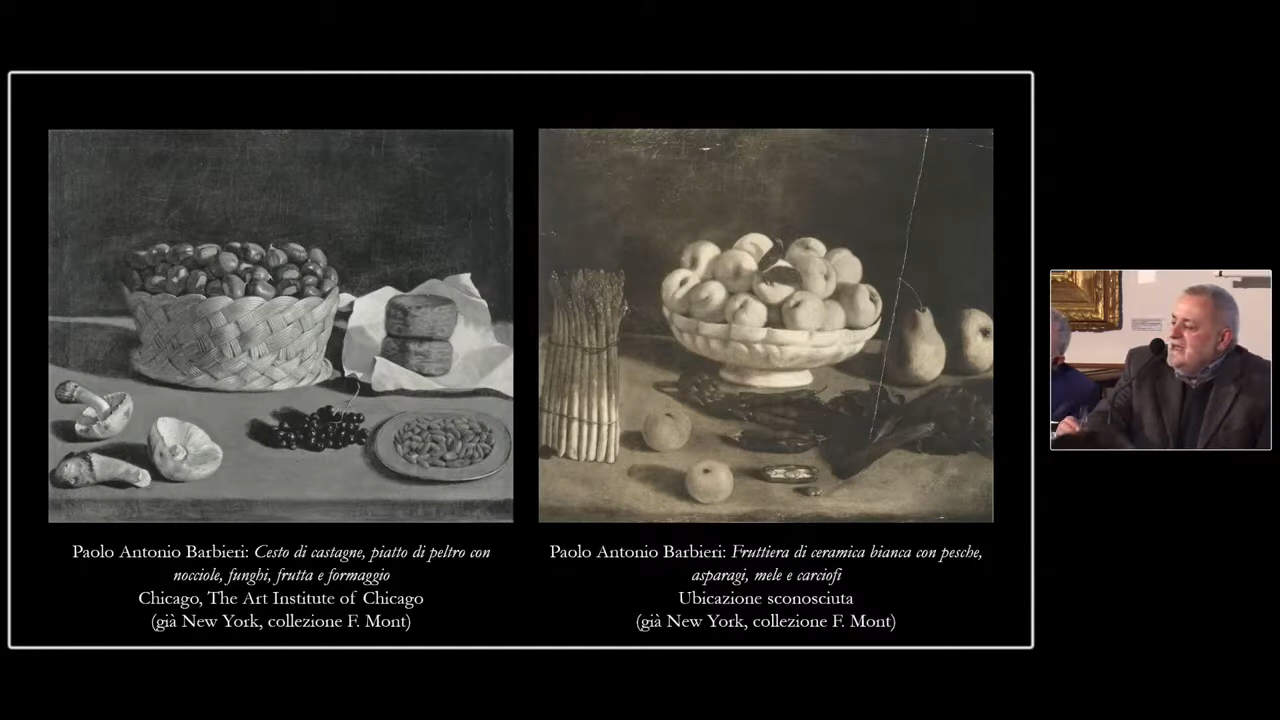 Paolo Antonio Barbieri: Cesto di castagne, piatto di peltro con
nocciole, funghi, frutta e formaggio
Chicago, The Art Institute of Chicago
(già New York, collezione F. Mont)
Paolo Antonio Barbieri: Fruttiera di ceramica bianca con pesche,
asparagi, mele e carciofi
Ubicazione sconosciuta
(già New York, collezione F. Mont)